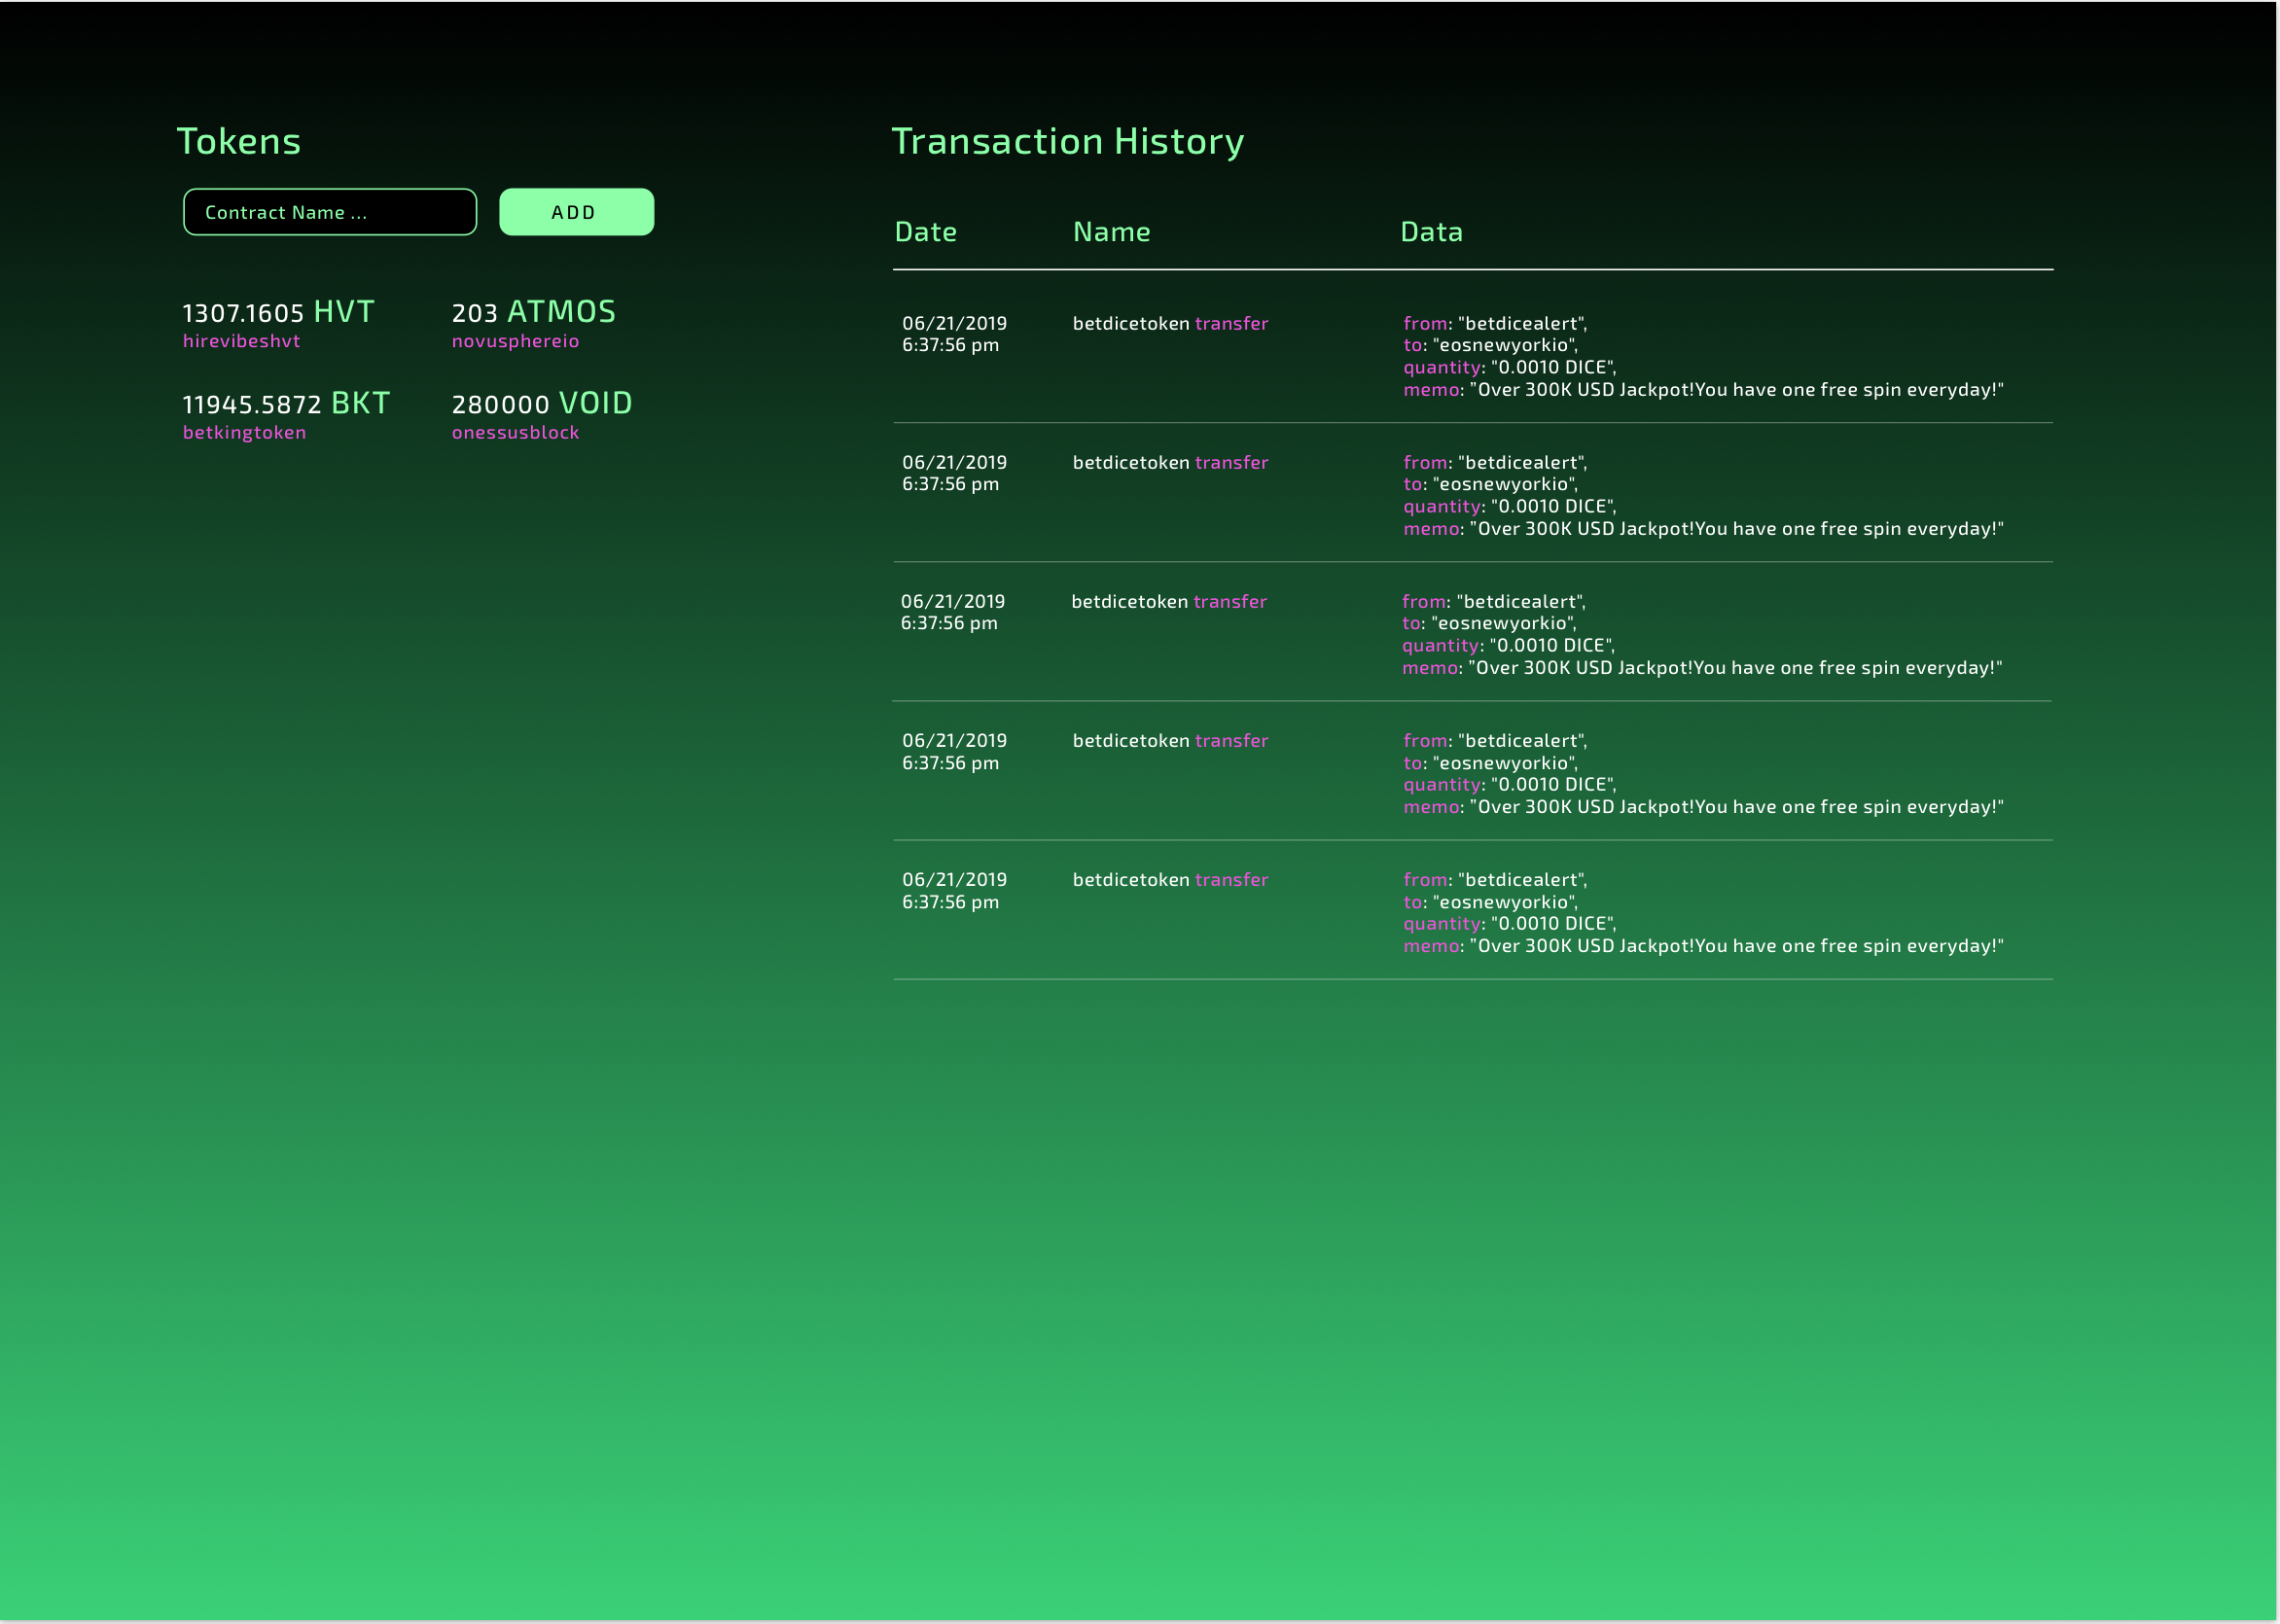 Tokens
Contract Name ...
ADD
1307.1605 HVT
hirevibeshvt
203 ATMOS
novusphereio
11945.5872 BKT
betkingtoken
280000 VOID
onessusblock
Transaction History
Date Name Data
06/21/2019
6:37:56 pm
betdicetoken transfer
from: "betdicealert",
to: "eosnewyorkio",
quantity: "0.0010 DICE",
memo: "Over 300K USD Jackpot!You have one free spin everyday!"
06/21/2019
6:37:56 pm
betdicetoken transfer
from: "betdicealert",
to: "eosnewyorkio",
quantity: "0.0010 DICE",
memo: "Over 300K USD Jackpot!You have one free spin everyday!"
06/21/2019
6:37:56 pm
betdicetoken transfer
from: "betdicealert",
to: "eosnewyorkio",
quantity: "0.0010 DICE",
memo: "Over 300K USD Jackpot!You have one free spin everyday!"
06/21/2019
6:37:56 pm
betdicetoken transfer
from: "betdicealert",
to: "eosnewyorkio",
quantity: "0.0010 DICE",
memo: "Over 300K USD Jackpot!You have one free spin everyday!"
06/21/2019
6:37:56 pm
betdicetoken transfer
from: "betdicealert",
to: "eosnewyorkio",
quantity: "0.0010 DICE",
memo: "Over 300K USD Jackpot!You have one free spin everyday!"